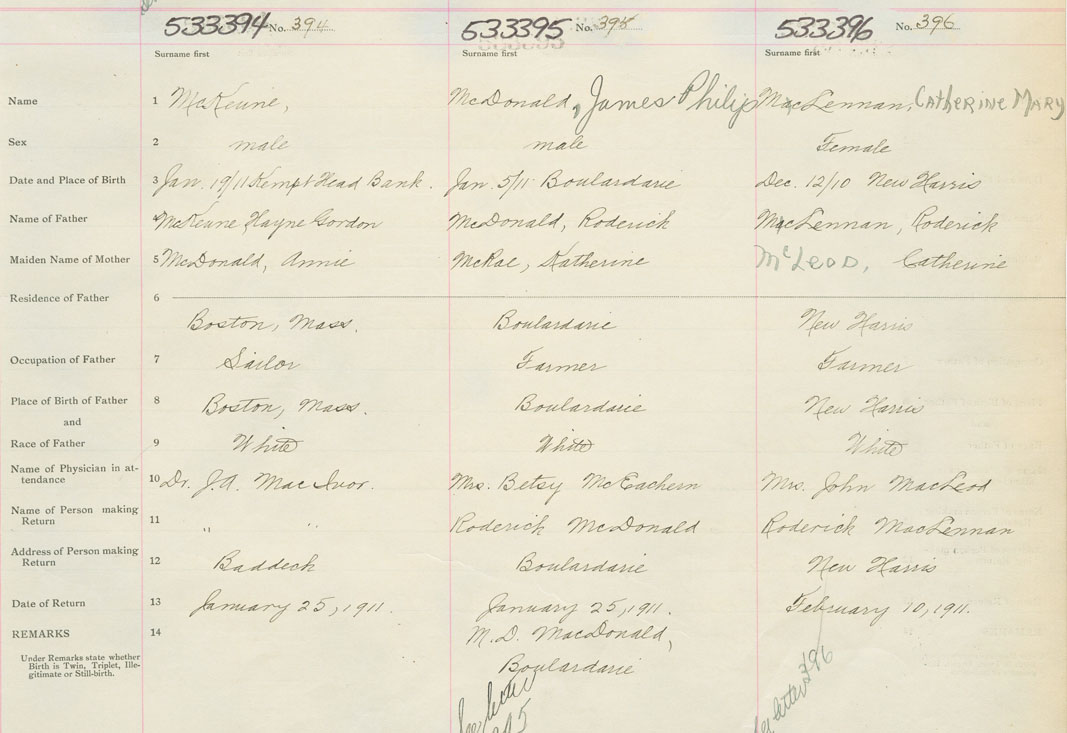 533394 No. 394 533395 No. 395 533396 No. 396
Surname first Surname first Surname first
Name 1 McKeune, McDonald, James Philip MacLennan, Catherine Mary
Sex 2 male male Female
Date and Place of Birth 3 Jan. 19/11 Kempt Head Bank. Jan. 5/11 Boulardarie Dec. 12/10 New Harris
Name of Father 4 McKeune Hayne Gordon McDonald, Roderick MacLennan, Roderick
Maiden Name of Mother 5 McDonald, Annie McRae, Katherine McLeod, Catherine
Residence of Father 6
Boston, Mass. Boulardarie New Harris
Occupation of Father 7 Sailor Farmer Farmer
Place of Birth of Father 8 Boston, Mass. Boulardarie New Harris
and
Race of Father 9 White White White
Name of Physician in at-
tendance 10 Dr. J.A. MacIvor. Mrs. Betsy McEachern Mrs. John MacLeod
Name of Person making
Return 11 " " Roderick McDonald Roderick MacLennan
Address of Person making
Return 12 Baddeck Boulardarie New Harris
Date of Return 13 January 25, 1911. January 25, 1911. February 10, 1911.
REMARKS 14 M.D. MacDonald,
Under Remarks state whether
Birth is Twin, Triplet, Ille-
gitimate or Still-birth.
Boulardarie
letter 396